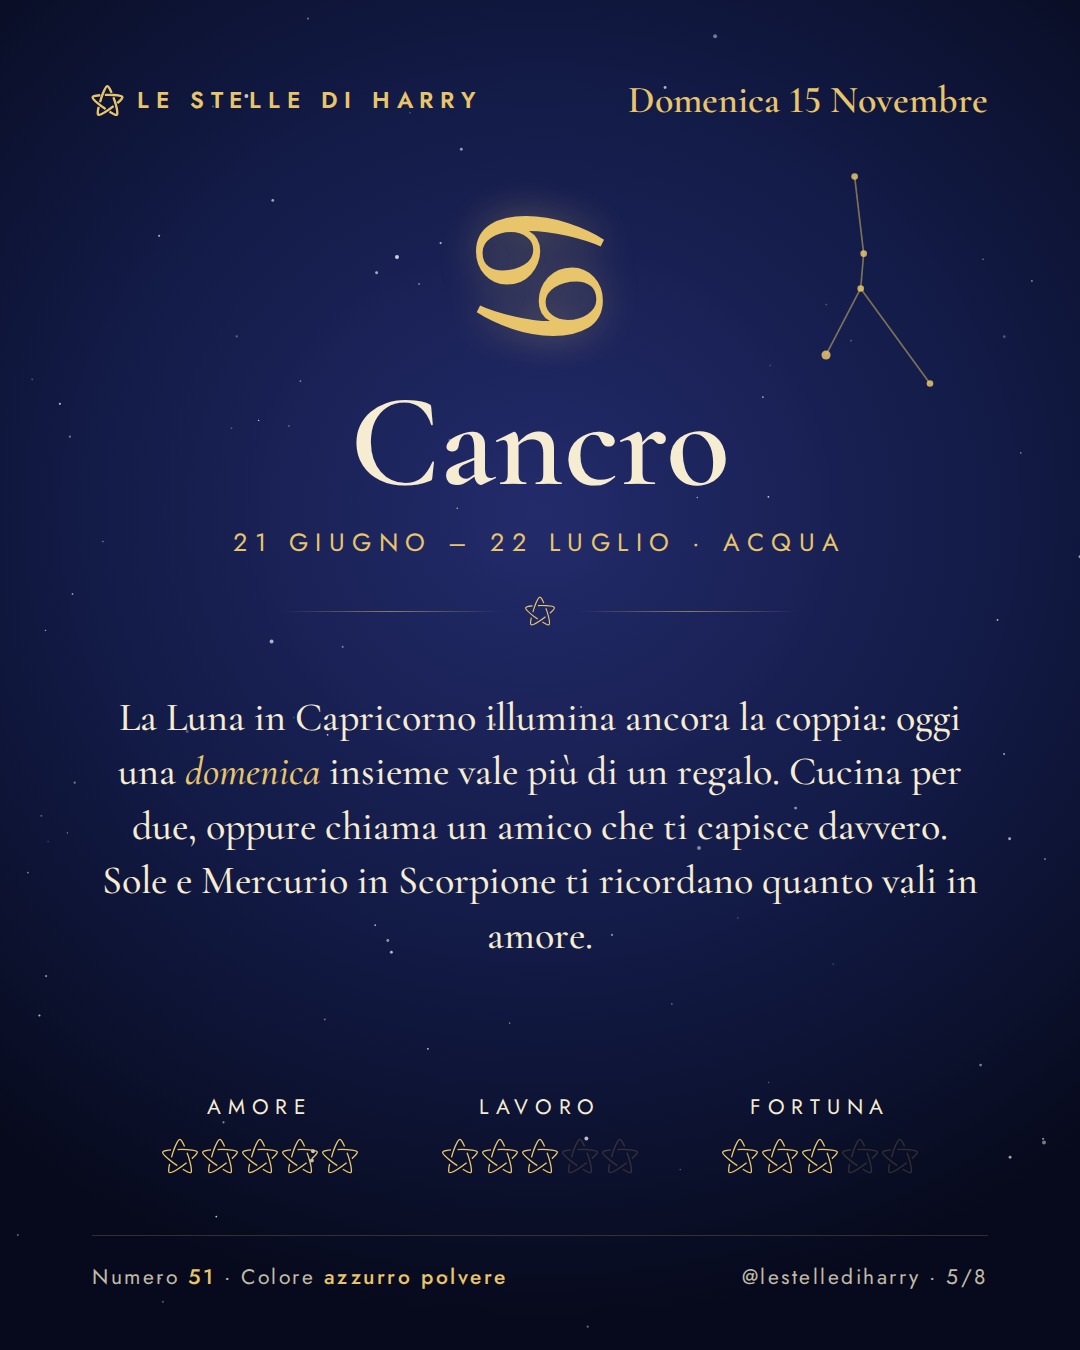 LE STELLE DI HARRY
Domenica 15 Novembre
♋
Cancro
21 GIUGNO – 22 LUGLIO · ACQUA
La Luna in Capricorno illumina ancora la coppia: oggi
una domenica insieme vale più di un regalo. Cucina per
due, oppure chiama un amico che ti capisce davvero.
Sole e Mercurio in Scorpione ti ricordano quanto vali in
amore.
AMORE
LAVORO
FORTUNA
Numero 51 · Colore azzurro polvere
@lestellediharry · 5/8